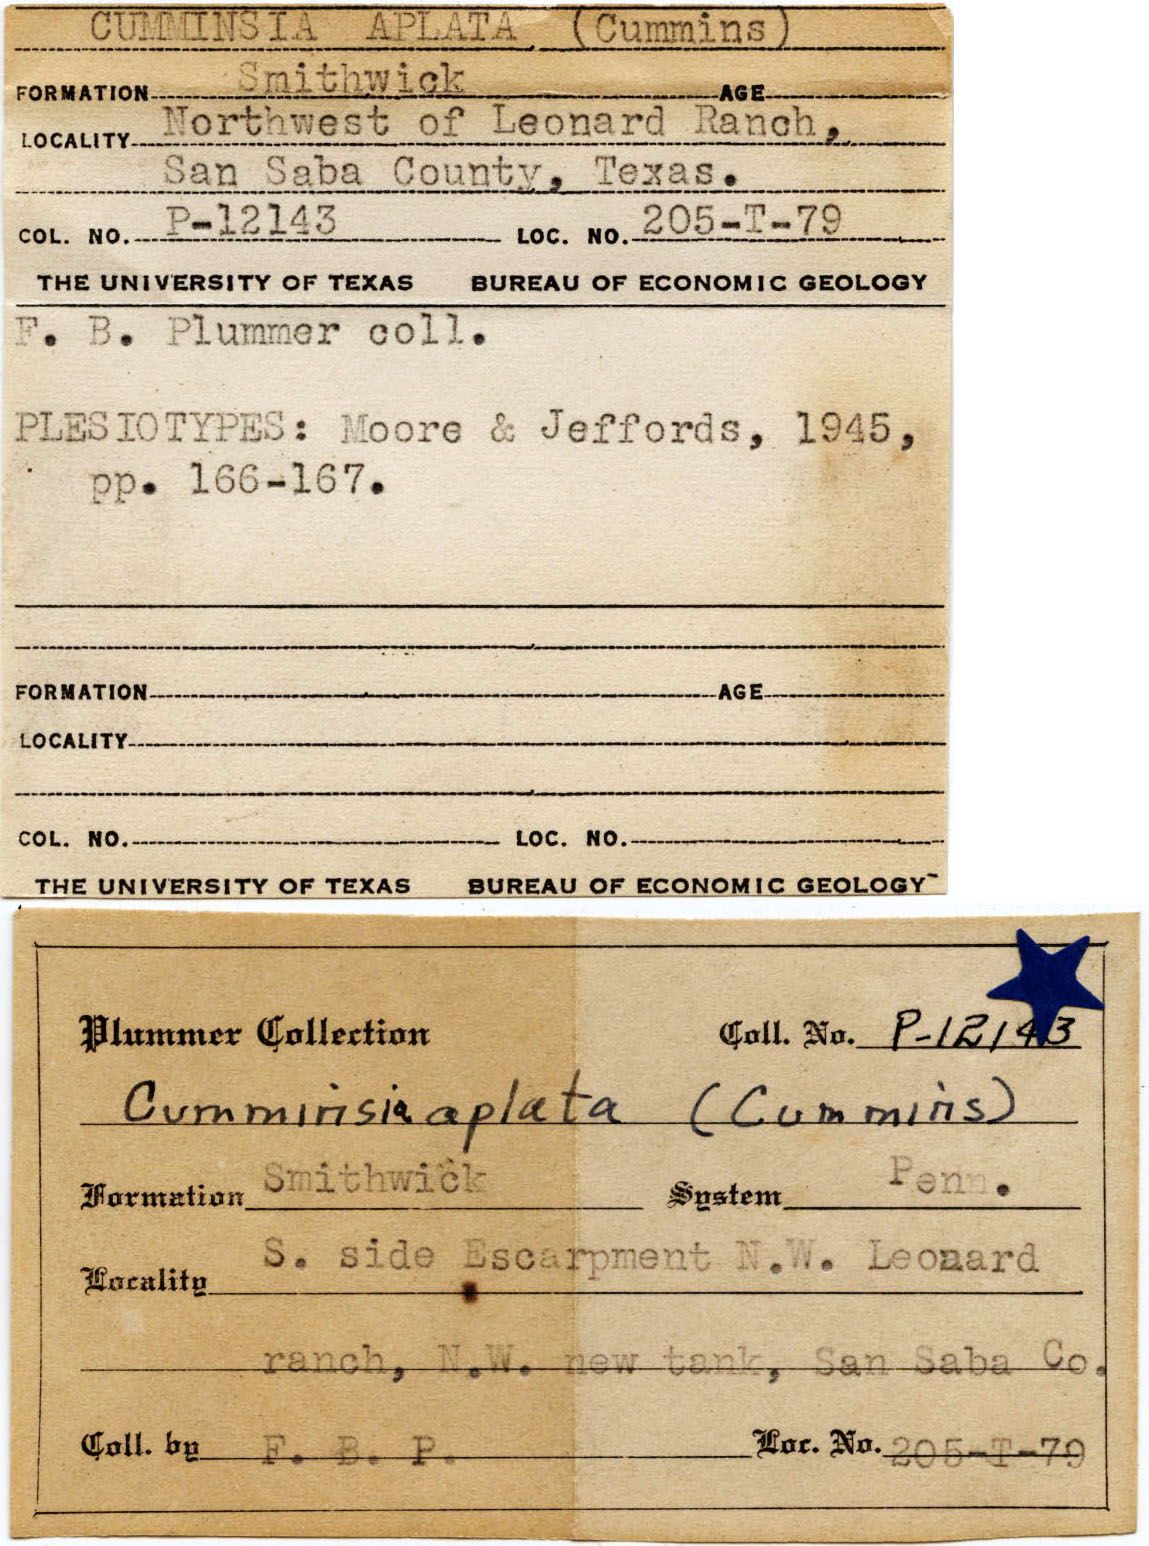 CUMMINSIA APLATA (Cummins)
FORMATION Smithwick AGE
LOCALITY Northwest of Leonard Ranch,
San Saba County, Texas.
COL. NO. P-12143 LOC. NO. 205-T-79
THE UNIVERSITY OF TEXAS BUREAU OF ECONOMIC GEOLOGY
F. B. Plummer coll.
PLESIOTYPES: Moore & Jeffords, 1945,
pp. 166-167.
FORMATION AGE
LOCALITY
COL. NO. LOC. NO.
THE UNIVERSITY OF TEXAS BUREAU OF ECONOMIC GEOLOGY
Plummer Collection Coll. No. P-12143
Cumminsia aplata (Cummins)
Formation Smithwick System Penn.
Locality S. side Escarpment N.W. Leonard
ranch, N.W. new tank, San Saba Co.
Coll. by F. B. P. Loc. No. 205-T-79